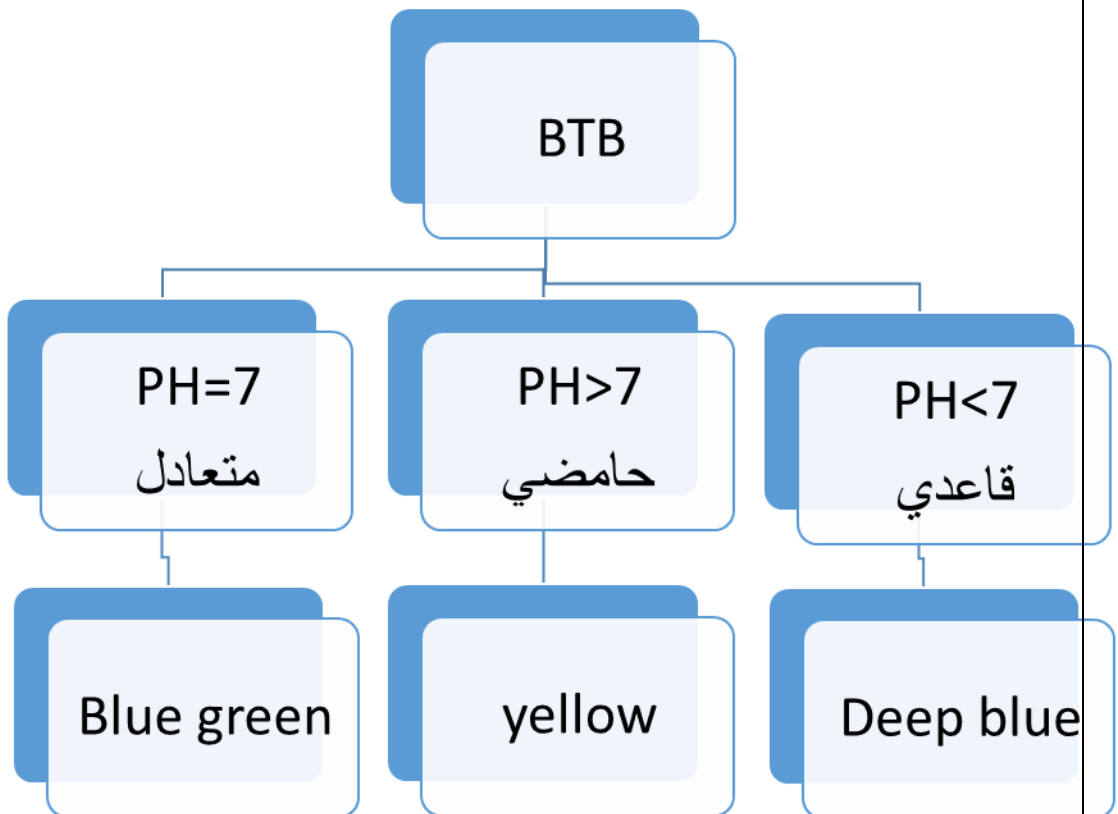 BTB
PH=7
متعادل
PH>7
حامضي
PH<7
قاعدي
Blue green
yellow
Deep blue